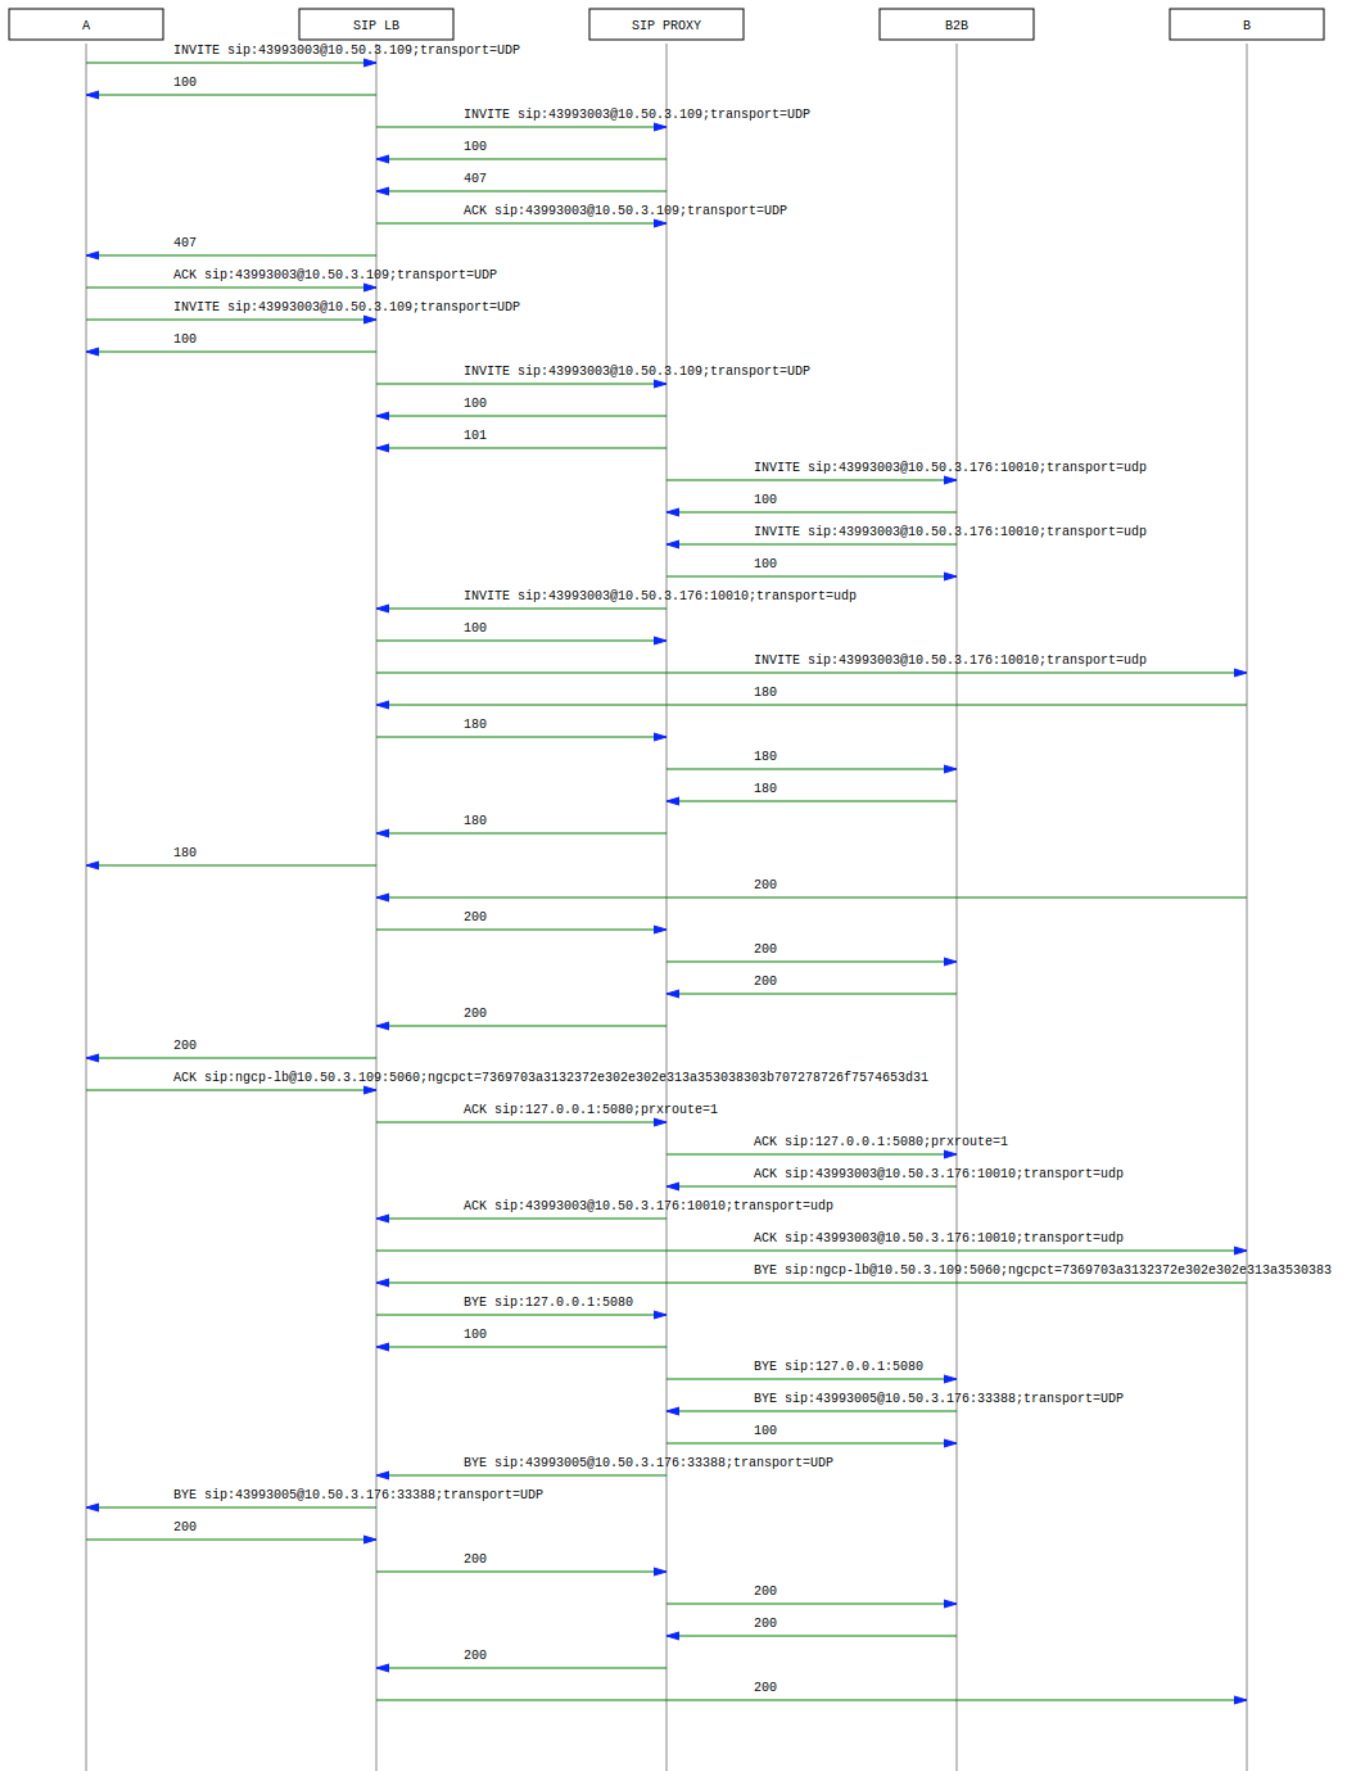 A SIP LB SIP PROXY B2B B
INVITE sip:43993003@10.50.3.109;transport=UDP
100
INVITE sip:43993003@10.50.3.109;transport=UDP
100
407
ACK sip:43993003@10.50.3.109;transport=UDP
407
ACK sip:43993003@10.50.3.109;transport=UDP
INVITE sip:43993003@10.50.3.109;transport=UDP
100
INVITE sip:43993003@10.50.3.109;transport=UDP
100
101
INVITE sip:43993003@10.50.3.176:10010;transport=udp
100
INVITE sip:43993003@10.50.3.176:10010;transport=udp
100
INVITE sip:43993003@10.50.3.176:10010;transport=udp
100
INVITE sip:43993003@10.50.3.176:10010;transport=udp
180
180
180
180
180
180
200
200
200
200
200
200
ACK sip:ngcp-lb@10.50.3.109:5060;ngcpct=7369703a3132372e302e302e313a353038303b707278726f7574653d31
ACK sip:127.0.0.1:5080;prxroute=1
ACK sip:127.0.0.1:5080;prxroute=1
ACK sip:43993003@10.50.3.176:10010;transport=udp
ACK sip:43993003@10.50.3.176:10010;transport=udp
ACK sip:43993003@10.50.3.176:10010;transport=udp
BYE sip:ngcp-lb@10.50.3.109:5060;ngcpct=7369703a3132372e302e302e313a3530383
BYE sip:127.0.0.1:5080
100
BYE sip:127.0.0.1:5080
BYE sip:43993005@10.50.3.176:33388;transport=UDP
100
BYE sip:43993005@10.50.3.176:33388;transport=UDP
BYE sip:43993005@10.50.3.176:33388;transport=UDP
200
200
200
200
200
200